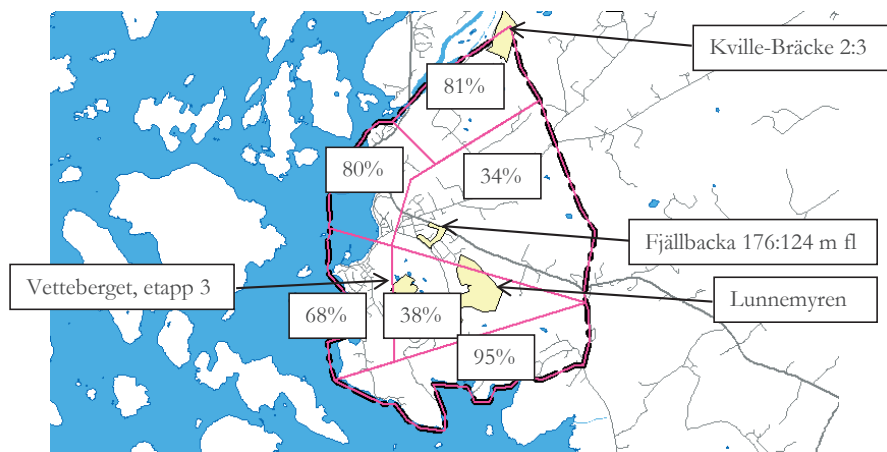 Kville-Bräcke 2:3
81%
80%
34%
Fjällbacka 176:124 m fl
Vetteberget, etapp 3
Lunnemyren
68%
38%
95%